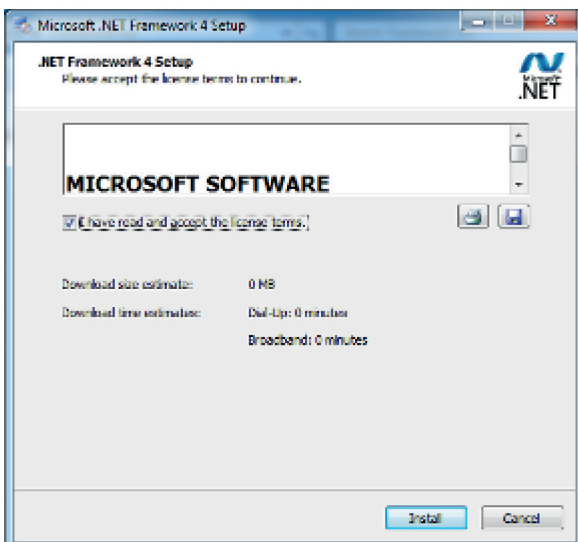 Microsoft .NET Framework 4 Setup
.NET Framework 4 Setup
Please accept the license terms to continue.
Microsoft
.NET
MICROSOFT SOFTWARE
I have read and accept the license terms.
Download size estimate: 0 MB
Download time estimates: Dial-Up: 0 minutes
Broadband: 0 minutes
Install Cancel